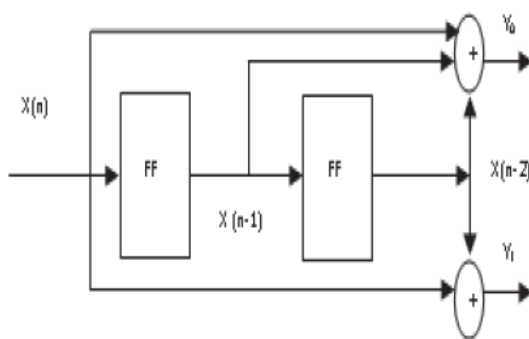 Y₀
+
X(n)
FF
FF
X(n-2)
X (n-1)
Y₁
+